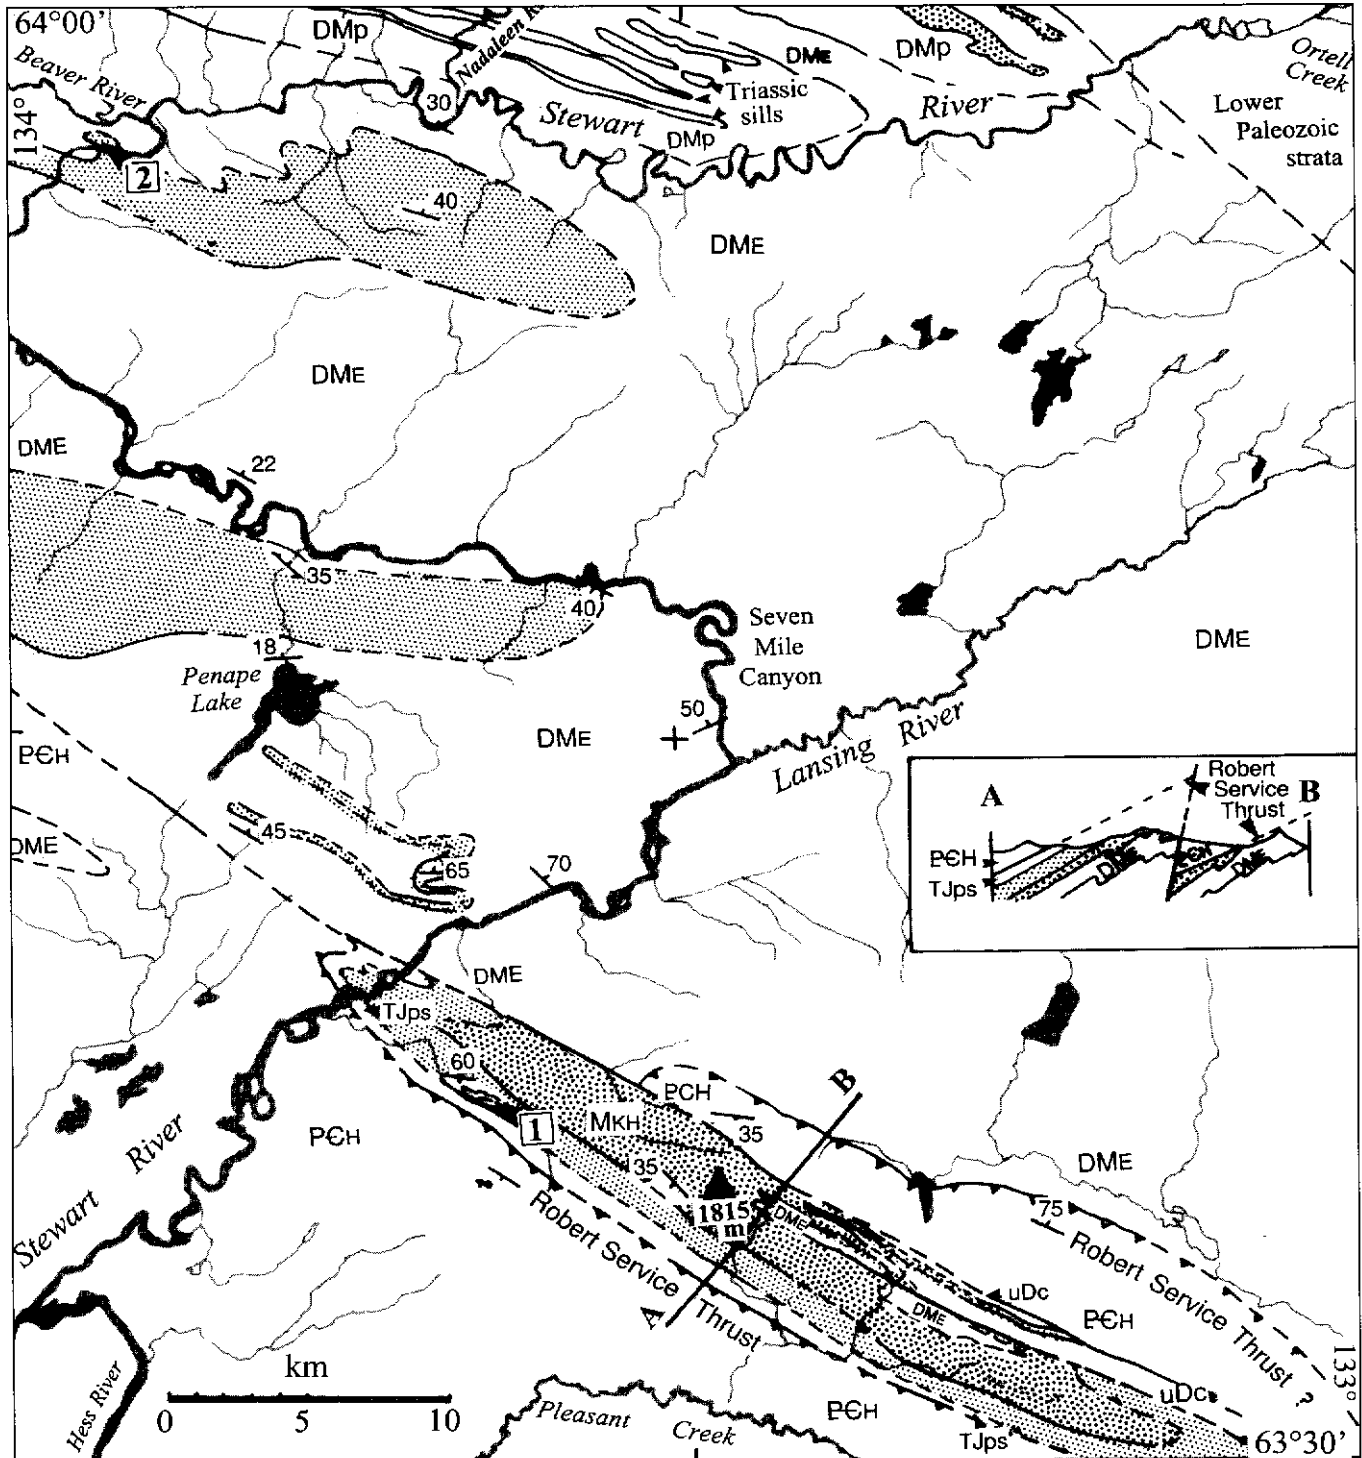 64°00'
Beaver River
134°
DMp
Nadaleen
30
Stewart
River
DMp
Triassic
sills
DME
DMp
Ortell
Creek
Lower
Paleozoic
strata
2
40
DME
DME
DME
22
35
40
18
Penape
Lake
Seven
Mile
Canyon
50
DME
DME
Lansing River
PЄH
DME
45
65
70
A
B
Robert
Service
Thrust
PЄH
TJps
DME
PЄH
DME
DME
TJps
60
PЄH
1
MKH
35
PЄH
35
B
1815
m
DME
DME
75
Robert Service Thrust ?
Robert Service Thrust
A
uDc
PЄH
DME
uDc
Stewart River
Hess River
km
0 5 10
Pleasant Creek
PЄH
TJps
133°
63°30'